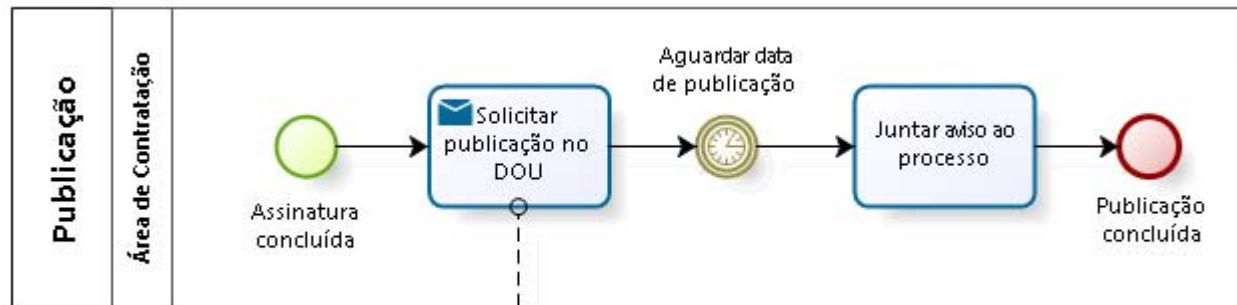 Publicação
Área de Contratação
Assinatura
concluída
Solicitar
publicação no
DOU
Aguardar data
de publicação
Juntar aviso ao
processo
Publicação
concluída